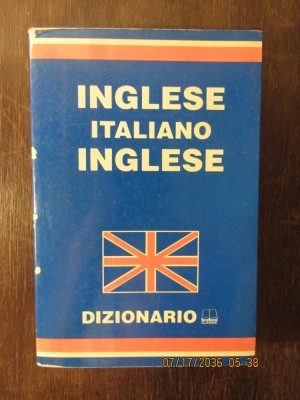 INGLESE
ITALIANO
INGLESE
DIZIONARIO
07/17/2036 05:38